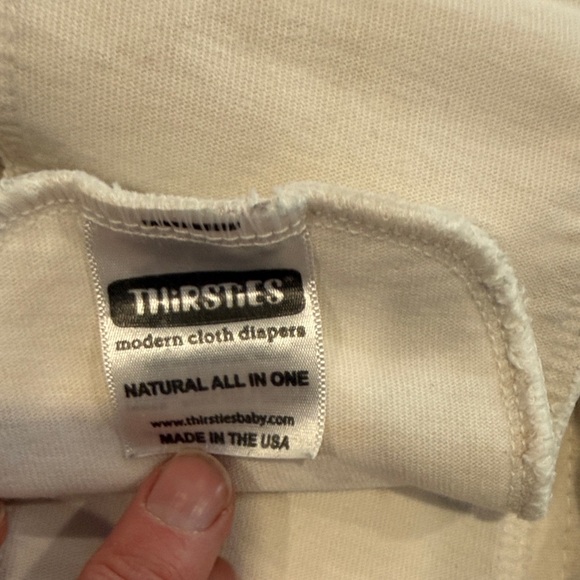 THiRSTiES
modern cloth diapers
NATURAL ALL IN ONE
www.thirstiesbaby.com
MADE IN THE USA